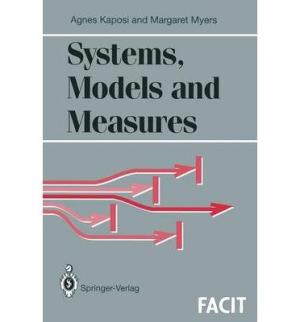 Agnes Kaposi and Margaret Myers
Systems,
Models and
Measures
Springer-Verlag
FACIT